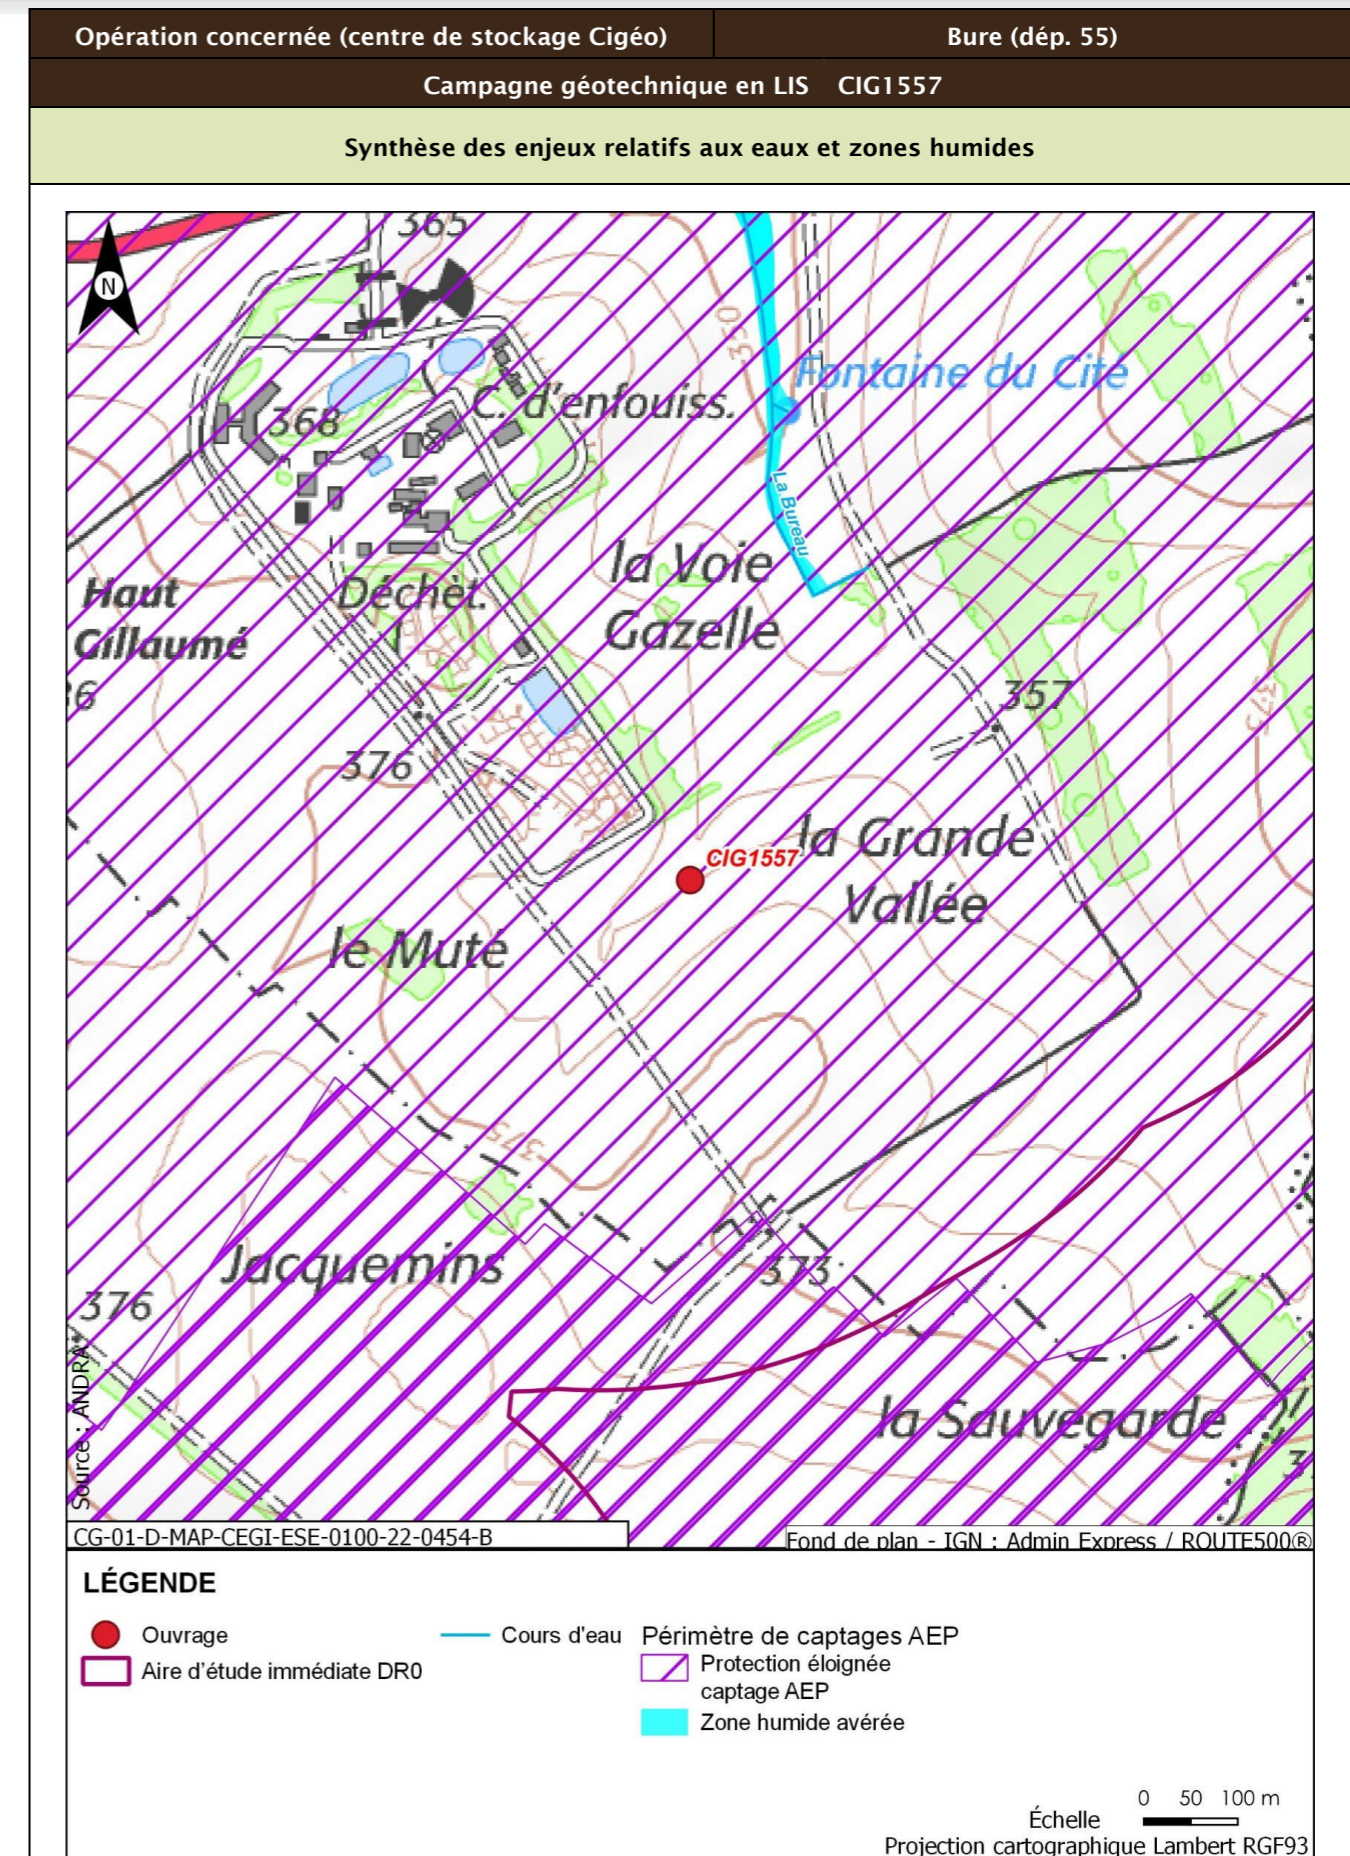 Opération concernée (centre de stockage Cigéo)
Bure (dép. 55)
Campagne géotechnique en LIS CIG1557
Synthèse des enjeux relatifs aux eaux et zones humides
365
N
350
Fontaine du Cité
C. d'enfouiss.
368
La Bureau
la Voie
Gazelle
Haut
Gillaumé
Déchèt.
357
376
CIG1557
la Grande
Vallée
le Muté
375
Jacquemins
373
376
la Sauvegarde
Source : ANDRA
CG-01-D-MAP-CEGI-ESE-0100-22-0454-B
Fond de plan - IGN : Admin Express / ROUTE500®
LÉGENDE
Ouvrage
Aire d'étude immédiate DR0
Cours d'eau
Périmètre de captages AEP
Protection éloignée
captage AEP
Zone humide avérée
0 50 100 m
Échelle
Projection cartographique Lambert RGF93